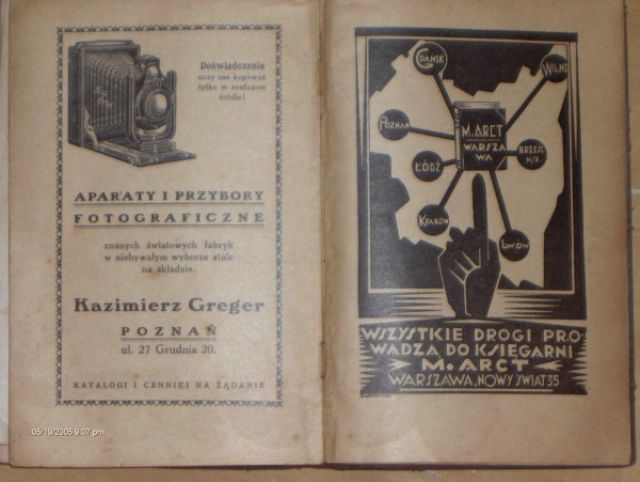 Doświadczenie
uczy nas kupować
tylko w zaufanem
źródle!
APARATY I PRZYBORY
FOTOGRAFICZNE
znanych światowych fabryk
w niebywałym wyborze stale
na składzie.
Kazimierz Greger
POZNAŃ
ul. 27 Grudnia 20.
KATALOGI I CENNIKI NA ŻĄDANIE
05/19/2005 9:07 pm
GDAŃSK
WILNO
POZNAŃ
M. ARCT
WARSZA
WA
BRZEŚĆ
N/B.
ŁÓDŹ
KRAKÓW
LWÓW
WSZYSTKIE DROGI PRO
WADZĄ DO KSIĘGARNI
M. ARCT
WARSZAWA, NOWY ŚWIAT 35